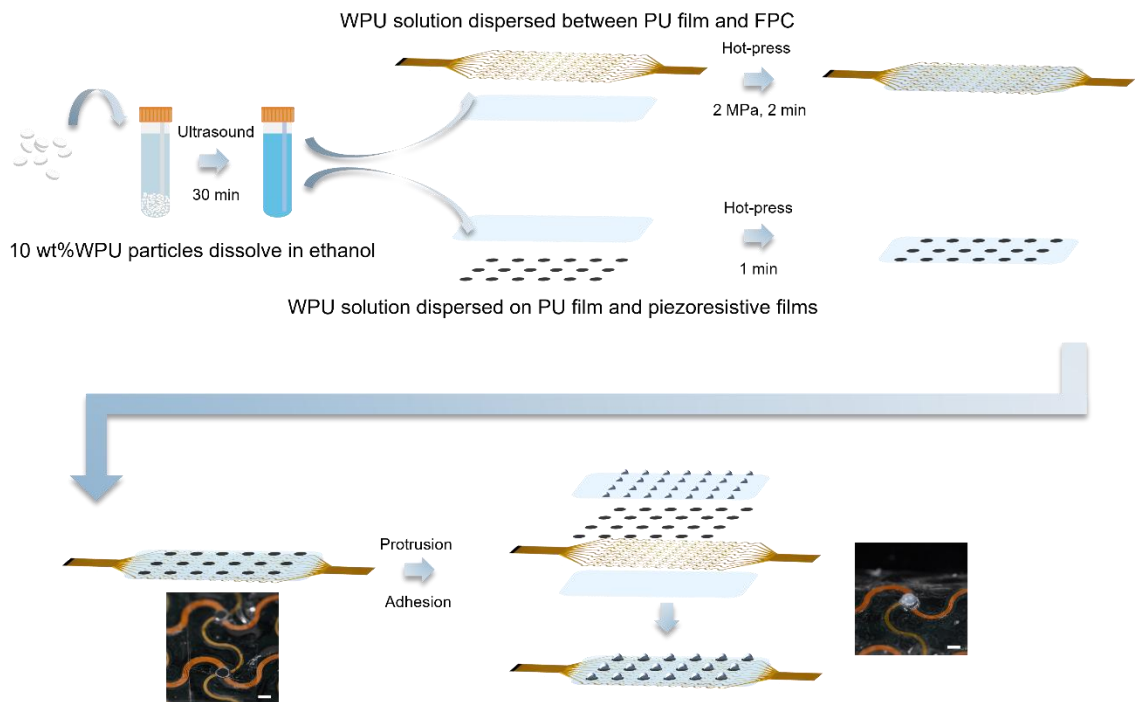 WPU solution dispersed between PU film and FPC
Hot-press
2 MPa, 2 min
Ultrasound
30 min
10 wt%WPU particles dissolve in ethanol
Hot-press
1 min
WPU solution dispersed on PU film and piezoresistive films
Protrusion
Adhesion